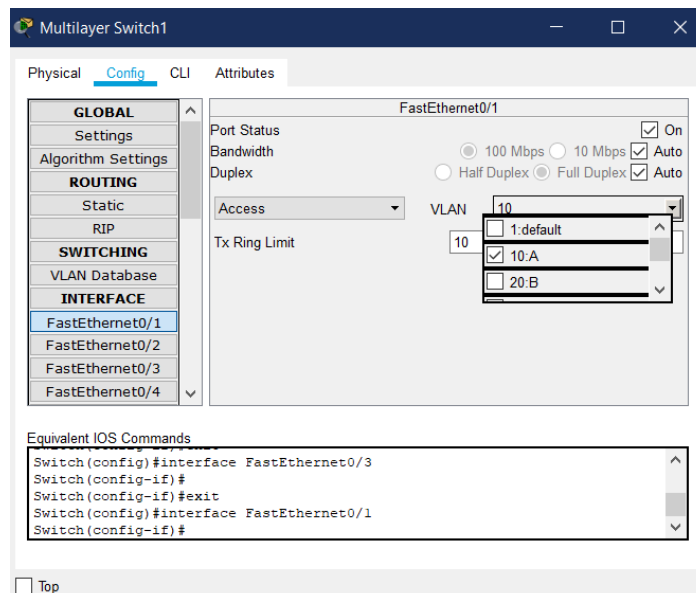 Multilayer Switch1
Physical Config CLI Attributes
GLOBAL
Settings
Algorithm Settings
ROUTING
Static
RIP
SWITCHING
VLAN Database
INTERFACE
FastEthernet0/1
FastEthernet0/2
FastEthernet0/3
FastEthernet0/4
FastEthernet0/1
Port Status On
Bandwidth 100 Mbps 10 Mbps Auto
Duplex Half Duplex Full Duplex Auto
Access VLAN 10
1:default
Tx Ring Limit 10
10:A
20:B
Equivalent IOS Commands
Switch(config-if)#exit
Switch(config)#interface FastEthernet0/3
Switch(config-if)#
Switch(config-if)#exit
Switch(config)#interface FastEthernet0/1
Switch(config-if)#
Top